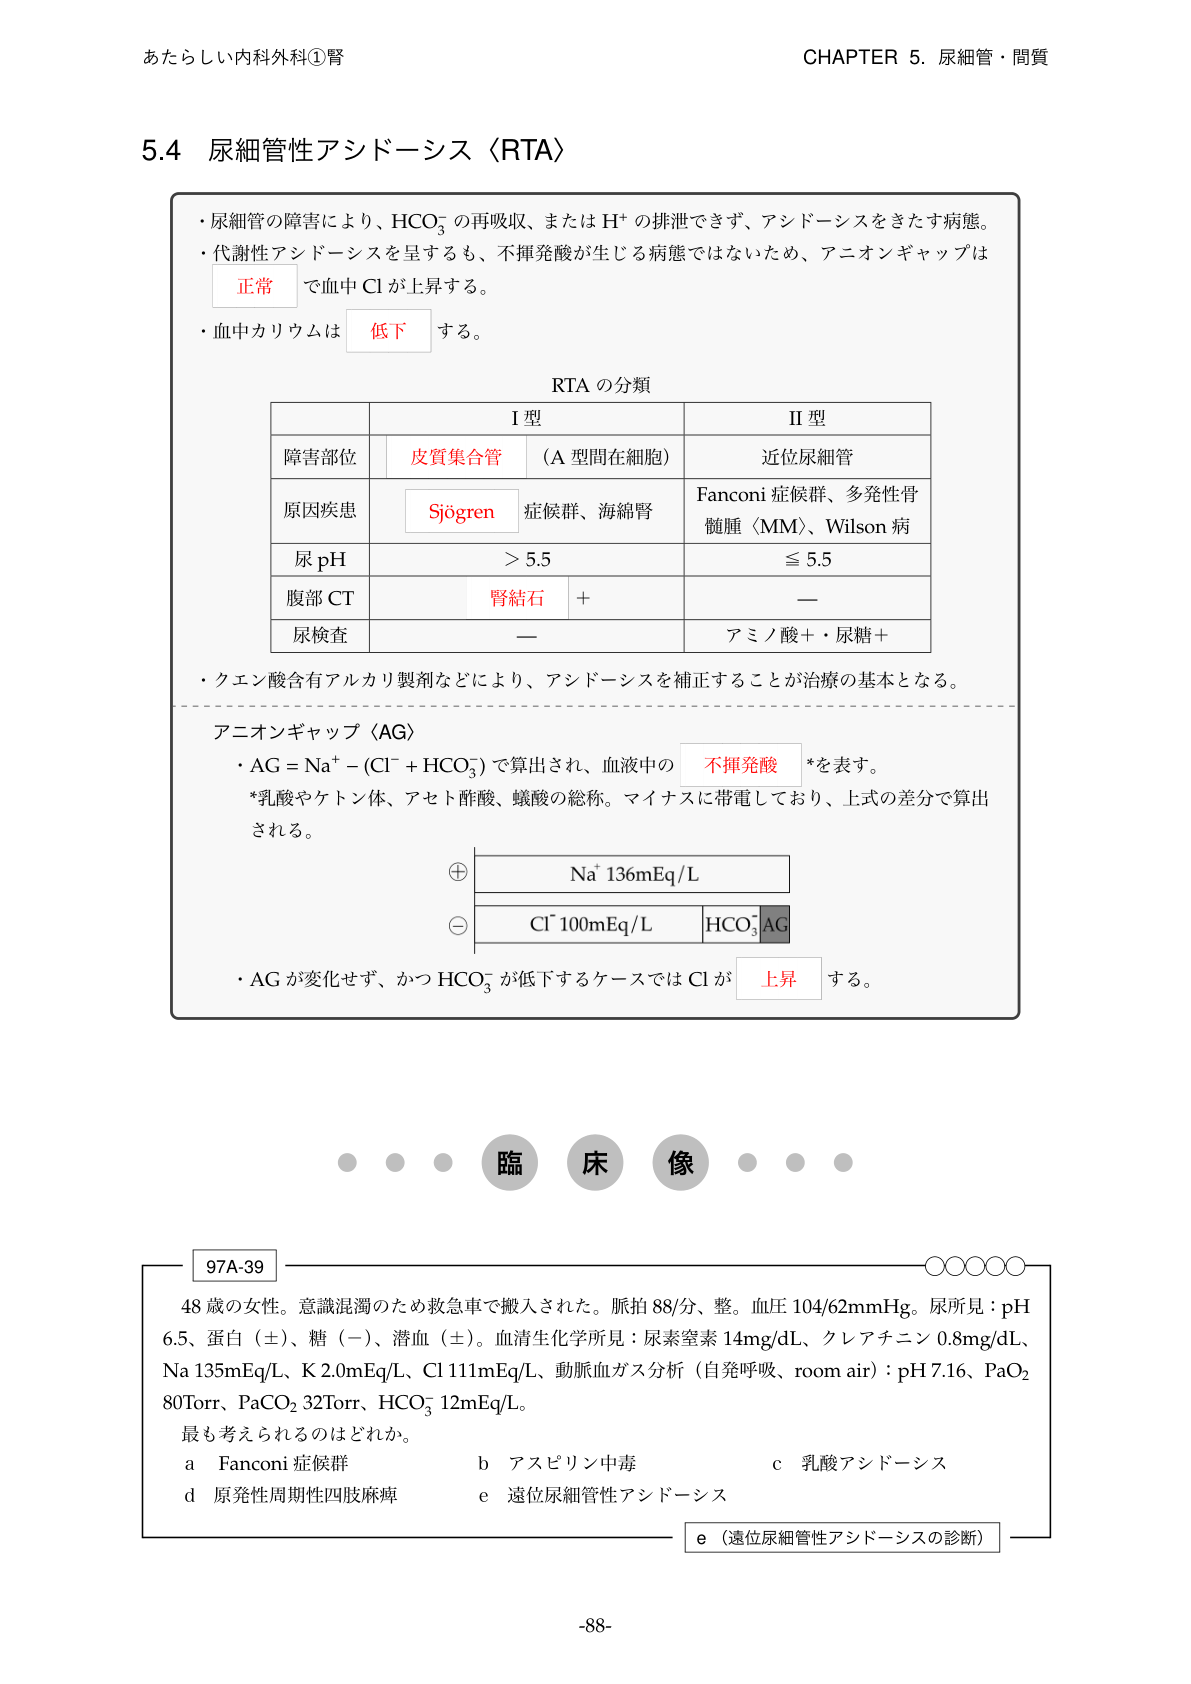 あたらしい内科外科①腎
CHAPTER 5. 尿細管・間質
5.4 尿細管性アシドーシス〈RTA〉
・尿細管の障害により、HCO₃⁻ の再吸収、または H⁺ の排泄できず、アシドーシスをきたす病態。
・代謝性アシドーシスを呈するも、不揮発酸が生じる病態ではないため、アニオンギャップは
正常 で血中 Cl が上昇する。
・血中カリウムは 低下 する。
RTA の分類
I 型 II 型
障害部位 皮質集合管 （A 型間在細胞） 近位尿細管
原因疾患 Sjögren 症候群、海綿腎 Fanconi 症候群、多発性骨
髄腫〈MM〉、Wilson 病
尿 pH ＞ 5.5 ≦ 5.5
腹部 CT 腎結石 ＋ —
尿検査 — アミノ酸＋・尿糖＋
・クエン酸含有アルカリ製剤などにより、アシドーシスを補正することが治療の基本となる。
アニオンギャップ〈AG〉
・AG = Na⁺ − (Cl⁻ + HCO₃⁻) で算出され、血液中の 不揮発酸 *を表す。
*乳酸やケトン体、アセト酢酸、蟻酸の総称。マイナスに帯電しており、上式の差分で算出
される。
⊕ Na⁺ 136mEq/L
⊖ Cl⁻ 100mEq/L HCO₃⁻ AG
・AG が変化せず、かつ HCO₃⁻ が低下するケースでは Cl が 上昇 する。
臨 床 像
97A-39
48 歳の女性。意識混濁のため救急車で搬入された。脈拍 88/分、整。血圧 104/62mmHg。尿所見：pH
6.5、蛋白（±）、糖（−）、潜血（±）。血清生化学所見：尿素窒素 14mg/dL、クレアチニン 0.8mg/dL、
Na 135mEq/L、K 2.0mEq/L、Cl 111mEq/L、動脈血ガス分析（自発呼吸、room air）：pH 7.16、PaO₂
80Torr、PaCO₂ 32Torr、HCO₃⁻ 12mEq/L。
最も考えられるのはどれか。
a Fanconi 症候群 b アスピリン中毒 c 乳酸アシドーシス
d 原発性周期性四肢麻痺 e 遠位尿細管性アシドーシス
e（遠位尿細管性アシドーシスの診断）
-88-